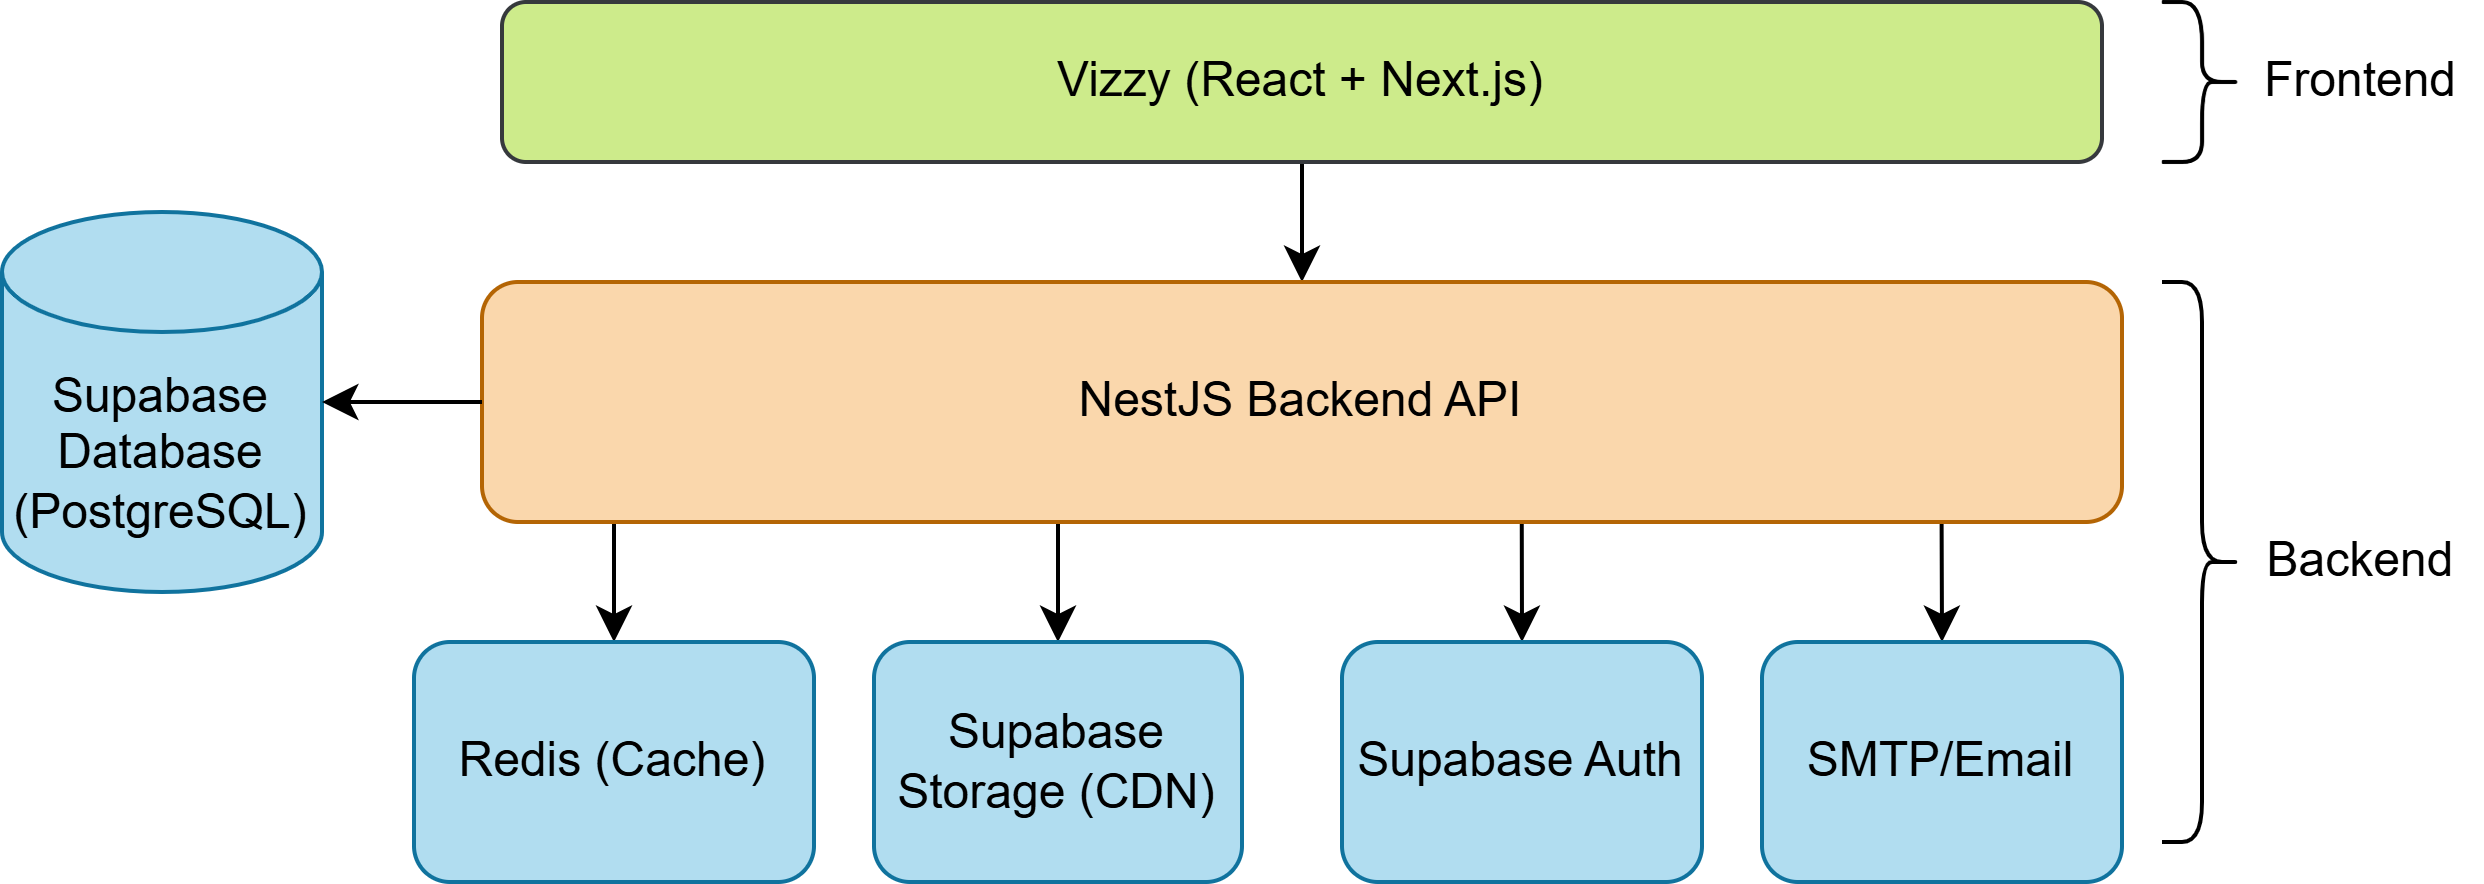 Vizzy (React + Next.js)
Frontend
Supabase
Database
(PostgreSQL)
NestJS Backend API
Backend
Redis (Cache)
Supabase
Storage (CDN)
Supabase Auth
SMTP/Email